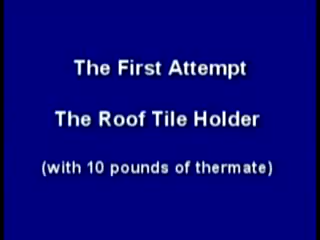 The First Attempt
The Roof Tile Holder
(with 10 pounds of thermate)